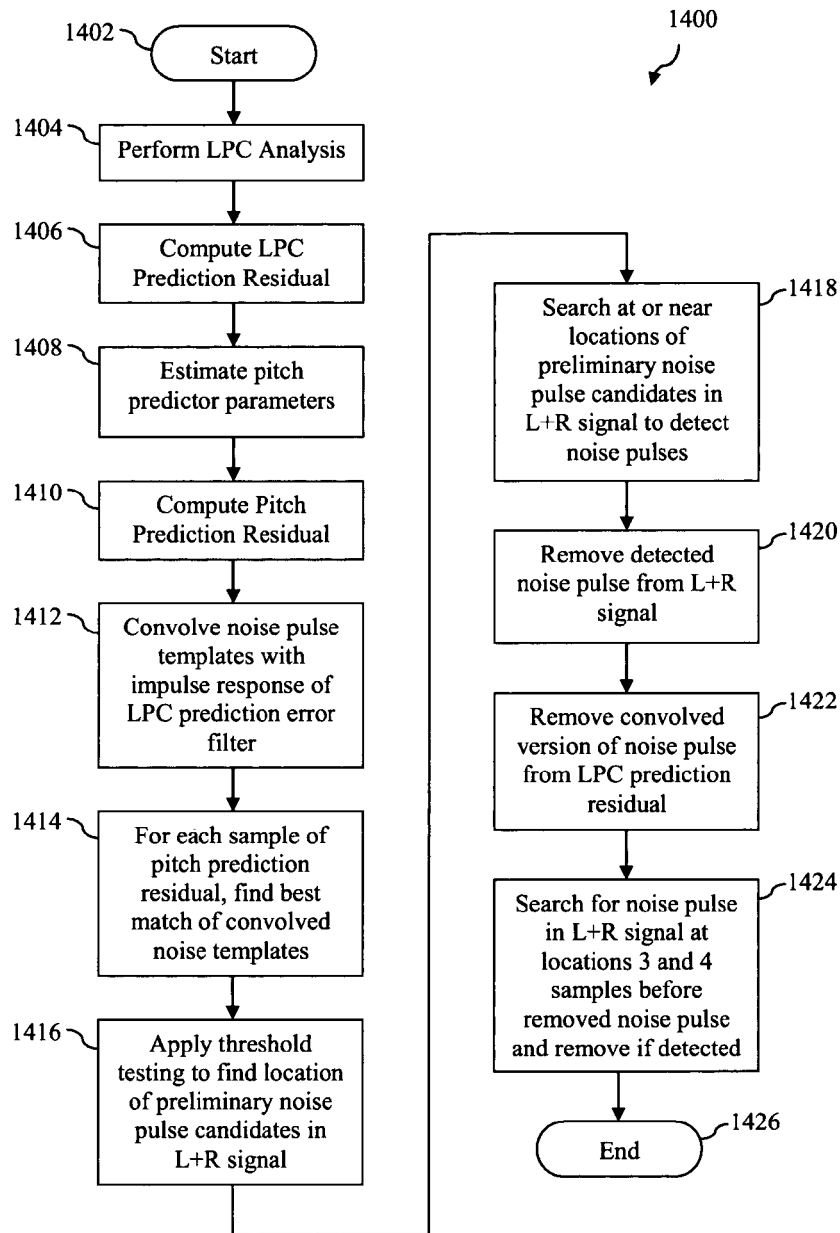 1400
1402
Start
1404
Perform LPC Analysis
1406
Compute LPC
Prediction Residual
1408
Estimate pitch
predictor parameters
1410
Compute Pitch
Prediction Residual
1412
Convolve noise pulse
templates with
impulse response of
LPC prediction error
filter
1414
For each sample of
pitch prediction
residual, find best
match of convolved
noise templates
1416
Apply threshold
testing to find location
of preliminary noise
pulse candidates in
L+R signal
1418
Search at or near
locations of
preliminary noise
pulse candidates in
L+R signal to detect
noise pulses
1420
Remove detected
noise pulse from L+R
signal
1422
Remove convolved
version of noise pulse
from LPC prediction
residual
1424
Search for noise pulse
in L+R signal at
locations 3 and 4
samples before
removed noise pulse
and remove if detected
1426
End